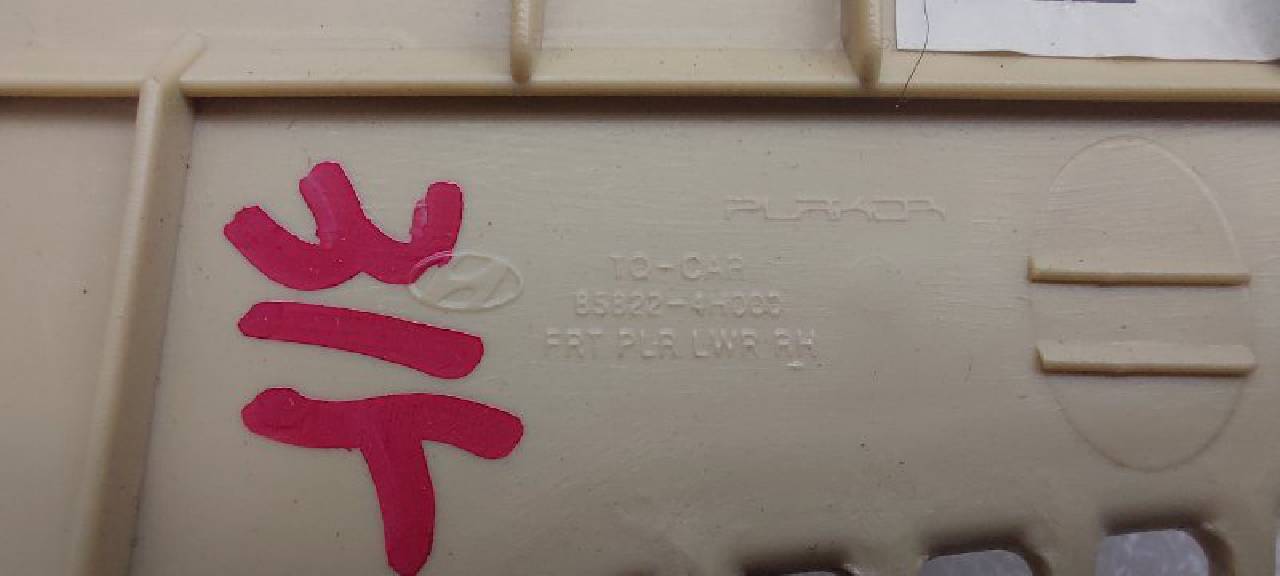 PLAKOR
TQ-CAR
85822-4H000
FRT PLR LWR RH